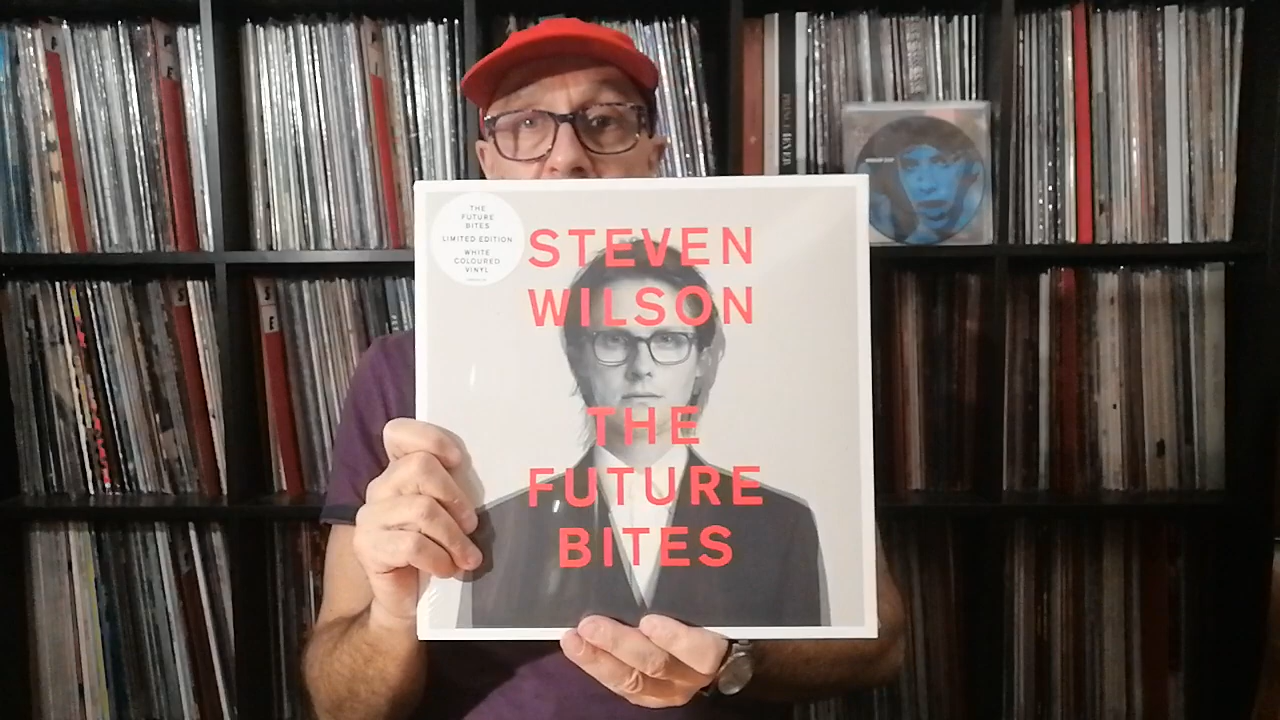 THE
FUTURE
BITES
LIMITED EDITION
WHITE
COLOURED
VINYL
STEVEN
WILSON
THE
FUTURE
BITES